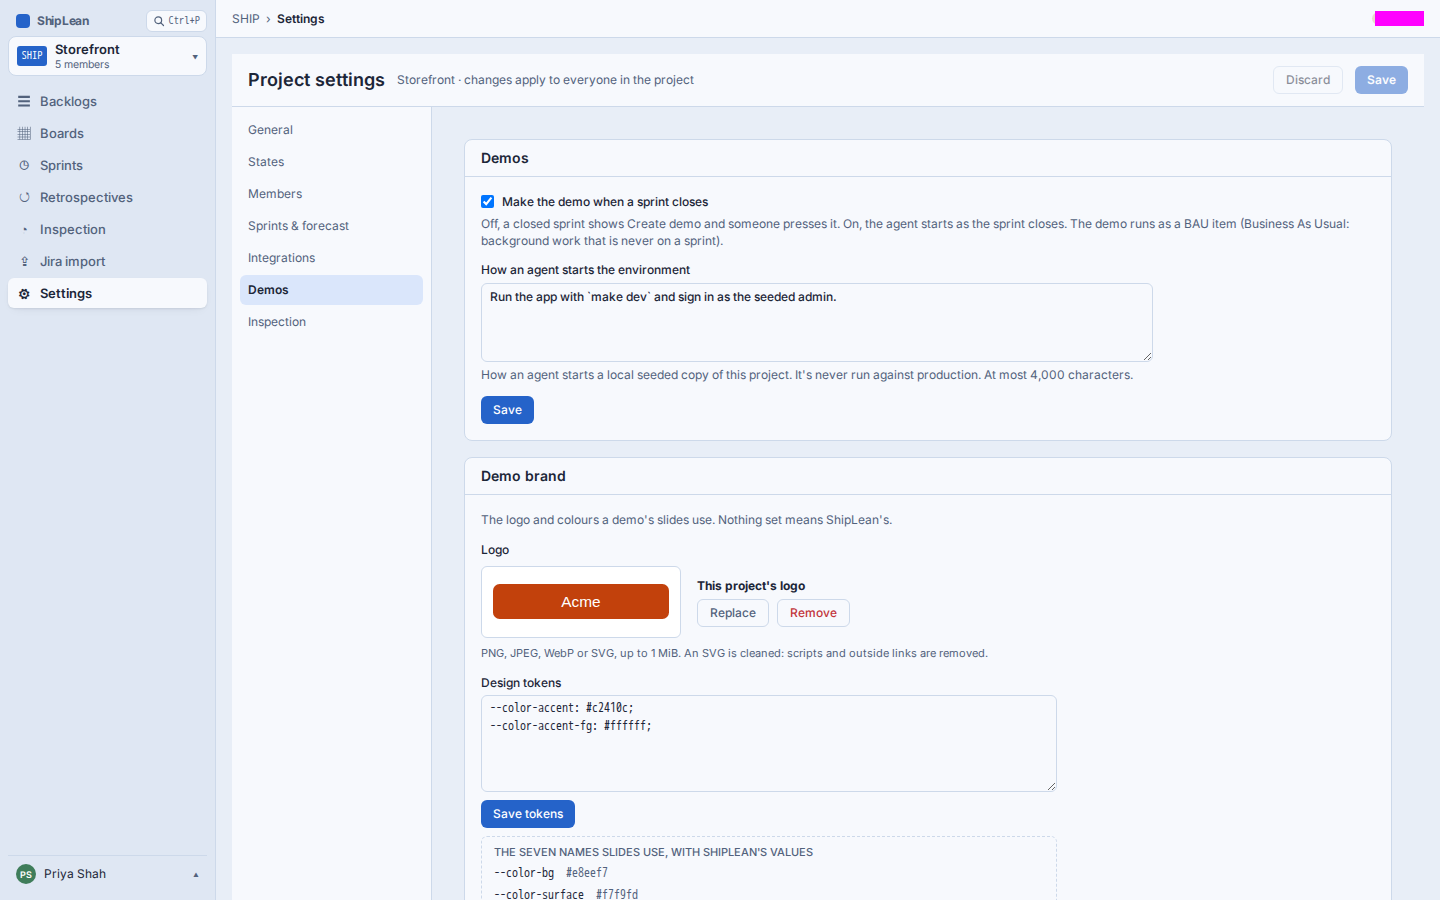 ShipLean
Ctrl+P
SHIP
Storefront
5 members
Backlogs
Boards
Sprints
Retrospectives
Inspection
Jira import
Settings
PS
Priya Shah
SHIP › Settings
Project settings
Storefront · changes apply to everyone in the project
Discard
Save
General
States
Members
Sprints & forecast
Integrations
Demos
Inspection
Demos
Make the demo when a sprint closes
Off, a closed sprint shows Create demo and someone presses it. On, the agent starts as the sprint closes. The demo runs as a BAU item (Business As Usual:
background work that is never on a sprint).
How an agent starts the environment
Run the app with `make dev` and sign in as the seeded admin.
How an agent starts a local seeded copy of this project. It's never run against production. At most 4,000 characters.
Save
Demo brand
The logo and colours a demo's slides use. Nothing set means ShipLean's.
Logo
Acme
This project's logo
Replace
Remove
PNG, JPEG, WebP or SVG, up to 1 MiB. An SVG is cleaned: scripts and outside links are removed.
Design tokens
--color-accent: #c2410c;
--color-accent-fg: #ffffff;
Save tokens
THE SEVEN NAMES SLIDES USE, WITH SHIPLEAN'S VALUES
--color-bg #e8eef7
--color-surface #f7f9fd